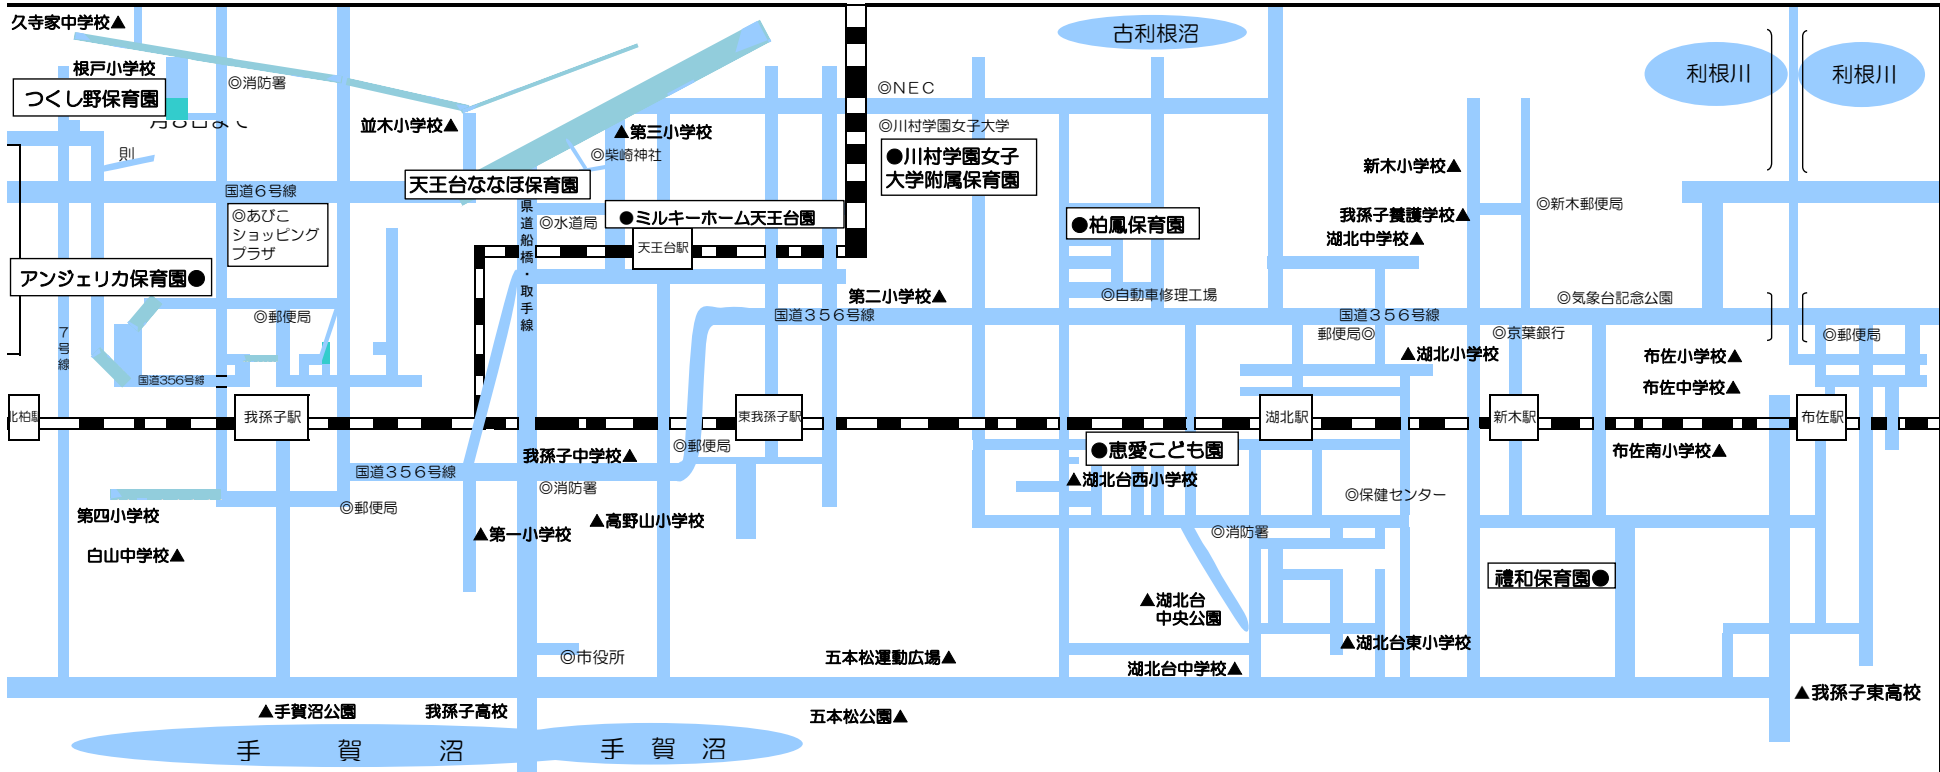 久寺家中学校▲
根戸小学校
つくし野保育園
◎消防署
並木小学校▲
則
国道６号線
◎あびこ
ショッピング
プラザ
アンジェリカ保育園●
◎郵便局
７号線
国道356号線
我孫子駅
第四小学校
白山中学校▲
◎郵便局
▲手賀沼公園
我孫子高校
手賀沼
手賀沼
▲第三小学校
◎柴崎神社
天王台ななほ保育園
県道船橋・取手線
◎水道局
●ミルキーホーム天王台園
天王台駅
◎NEC
◎川村学園女子大学
●川村学園女子
大学附属保育園
第二小学校▲
国道３５６号線
東我孫子駅
◎郵便局
我孫子中学校▲
国道３５６号線
◎消防署
▲第一小学校
▲高野山小学校
◎市役所
五本松運動広場▲
五本松公園▲
古利根沼
●柏鳳保育園
◎自動車修理工場
国道３５６号線
郵便局◎
▲湖北小学校
湖北駅
●恵愛こども園
▲湖北台西小学校
◎保健センター
◎消防署
▲湖北台
中央公園
湖北台中学校▲
▲湖北台東小学校
利根川
利根川
新木小学校▲
我孫子養護学校▲
湖北中学校▲
◎新木郵便局
◎気象台記念公園
◎京葉銀行
◎郵便局
布佐小学校▲
布佐中学校▲
新木駅
布佐駅
布佐南小学校▲
禮和保育園●
▲我孫子東高校